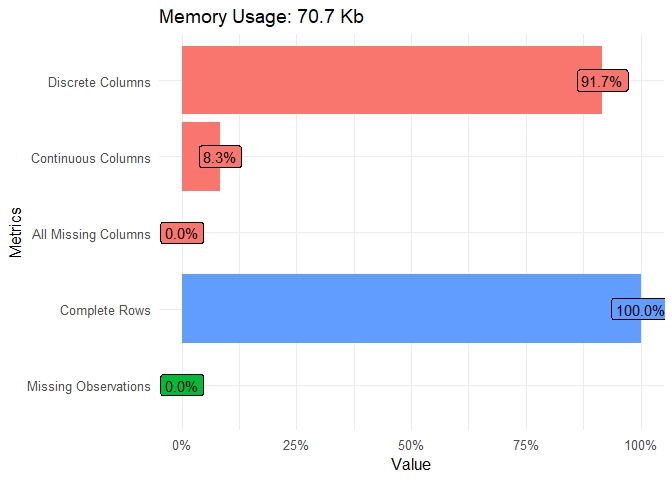 Memory Usage: 70.7 Kb
Metrics
Discrete Columns
91.7%
Continuous Columns
8.3%
All Missing Columns
0.0%
Complete Rows
100.0%
Missing Observations
0.0%
0%
25%
50%
75%
100%
Value